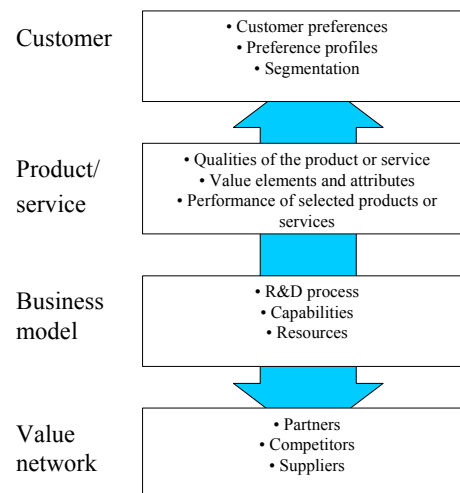 Customer
• Customer preferences
• Preference profiles
• Segmentation
Product/
service
• Qualities of the product or service
• Value elements and attributes
• Performance of selected products or
services
Business
model
• R&D process
• Capabilities
• Resources
Value
network
• Partners
• Competitors
• Suppliers